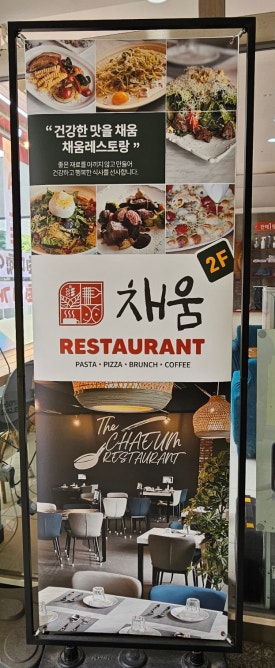 “ 건강한 맛을 채움
채움레스토랑 ”
좋은 재료를 아끼지 않고 만들어
건강하고 행복한 식사를 선사합니다.
2F
채움
RESTAURANT
PASTA • PIZZA • BRUNCH • COFFEE
The
CHAEUM
RESTAURANT